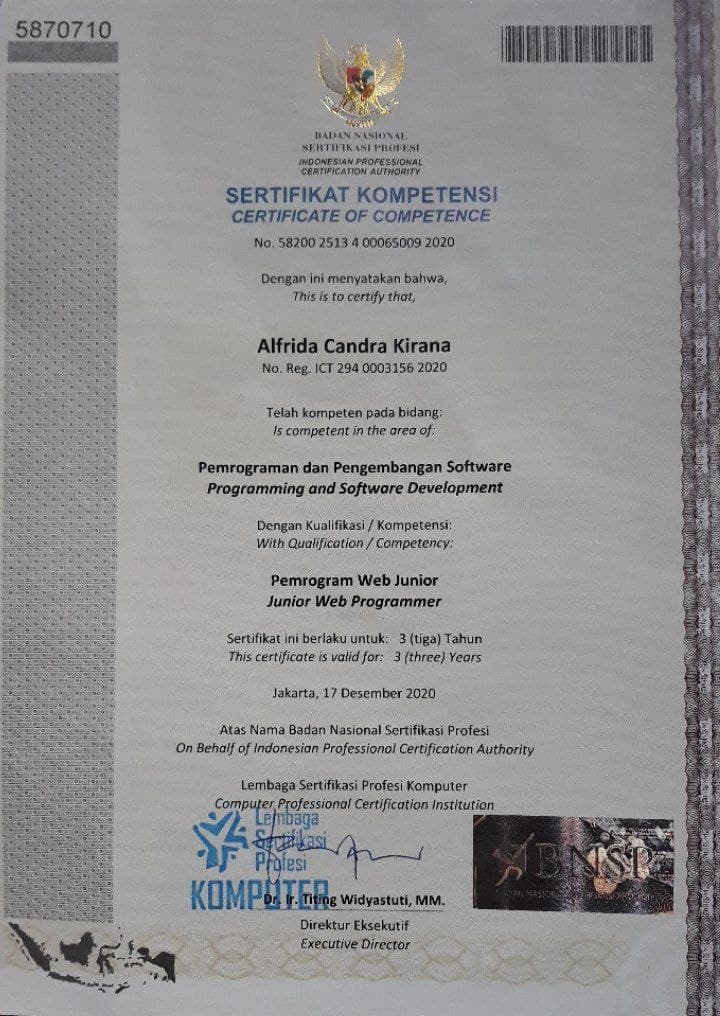 5870710
BADAN NASIONAL
SERTIFIKASI PROFESI
INDONESIAN PROFESSIONAL
CERTIFICATION AUTHORITY
SERTIFIKAT KOMPETENSI
CERTIFICATE OF COMPETENCE
No. 58200 2513 4 00065009 2020
Dengan ini menyatakan bahwa,
This is to certify that,
Alfrida Candra Kirana
No. Reg. ICT 294 0003156 2020
Telah kompeten pada bidang:
Is competent in the area of:
Pemrograman dan Pengembangan Software
Programming and Software Development
Dengan Kualifikasi / Kompetensi:
With Qualification / Competency:
Pemrogram Web Junior
Junior Web Programmer
Sertifikat ini berlaku untuk: 3 (tiga) Tahun
This certificate is valid for: 3 (three) Years
Jakarta, 17 Desember 2020
Atas Nama Badan Nasional Sertifikasi Profesi
On Behalf of Indonesian Professional Certification Authority
Lembaga Sertifikasi Profesi Komputer
Computer Professional Certification Institution
Lembaga
Sertifikasi
Profesi
KOMPUTER
BNSP
Dr. Ir. Titing Widyastuti, MM.
Direktur Eksekutif
Executive Director